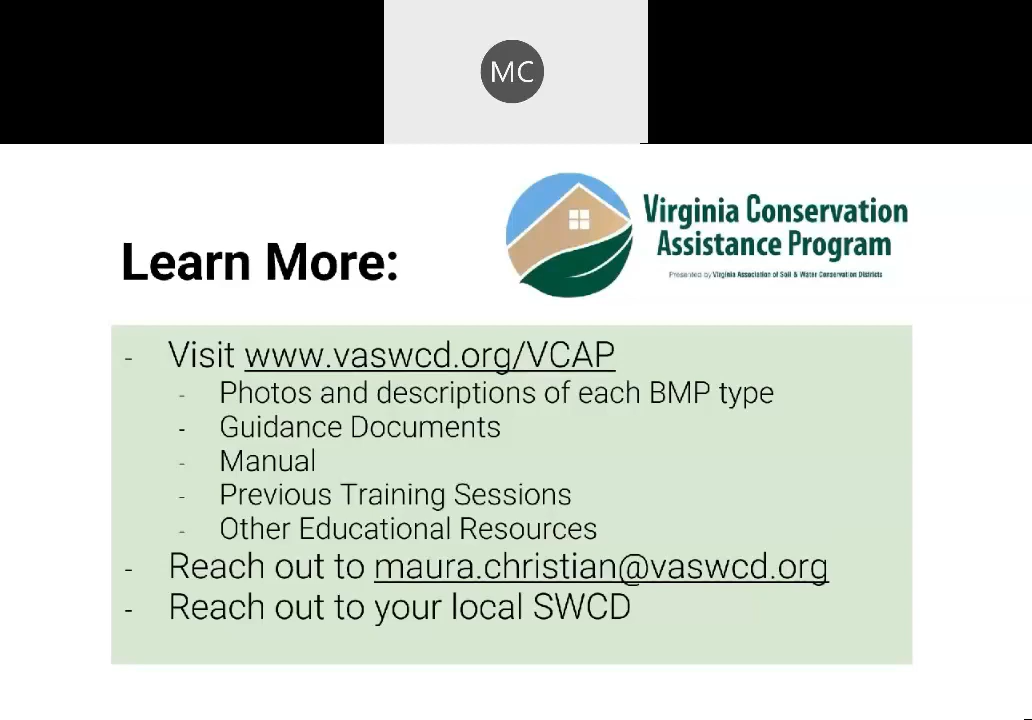 MC
Virginia Conservation
Assistance Program
Presented by Virginia Association of Soil & Water Conservation Districts
Learn More:
- Visit www.vaswcd.org/VCAP
- Photos and descriptions of each BMP type
- Guidance Documents
- Manual
- Previous Training Sessions
- Other Educational Resources
- Reach out to maura.christian@vaswcd.org
- Reach out to your local SWCD